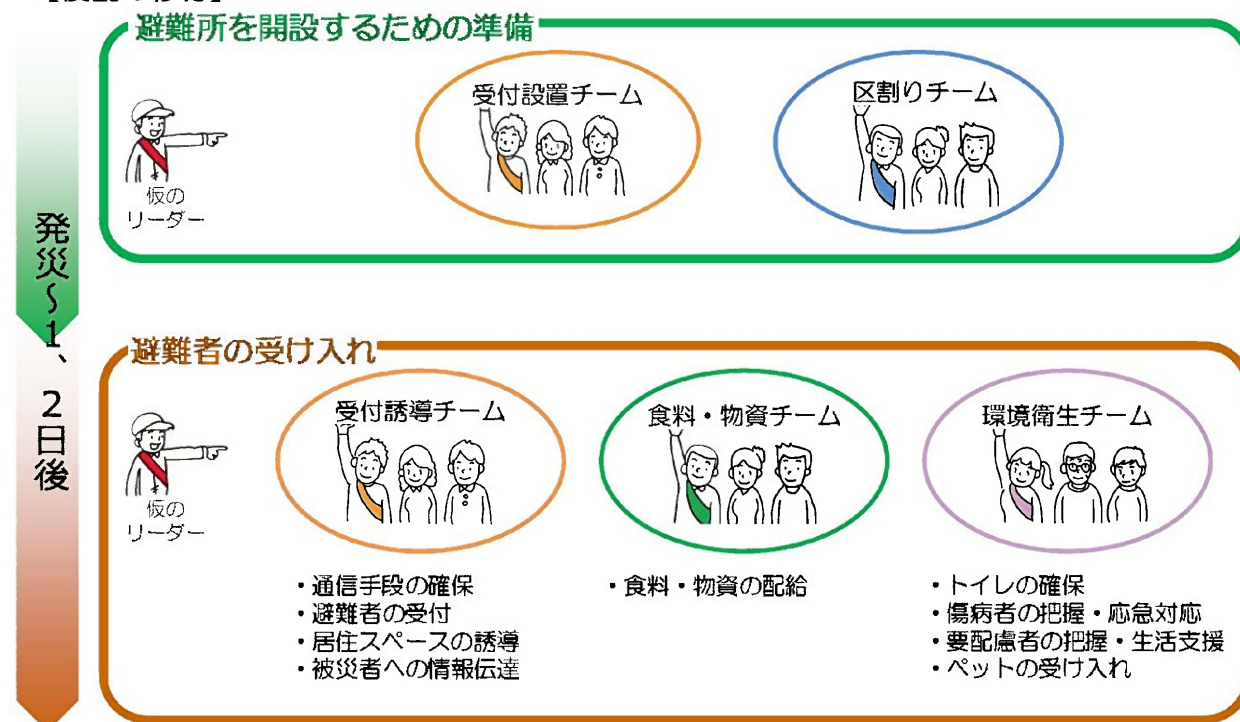 避難所を開設するための準備
受付設置チーム
区割りチーム
仮の
リーダー
発災～1、2日後
避難者の受け入れ
受付誘導チーム
食料・物資チーム
環境衛生チーム
仮の
リーダー
・通信手段の確保
・避難者の受付
・居住スペースの誘導
・被災者への情報伝達
・食料・物資の配給
・トイレの確保
・傷病者の把握・応急対応
・要配慮者の把握・生活支援
・ペットの受け入れ